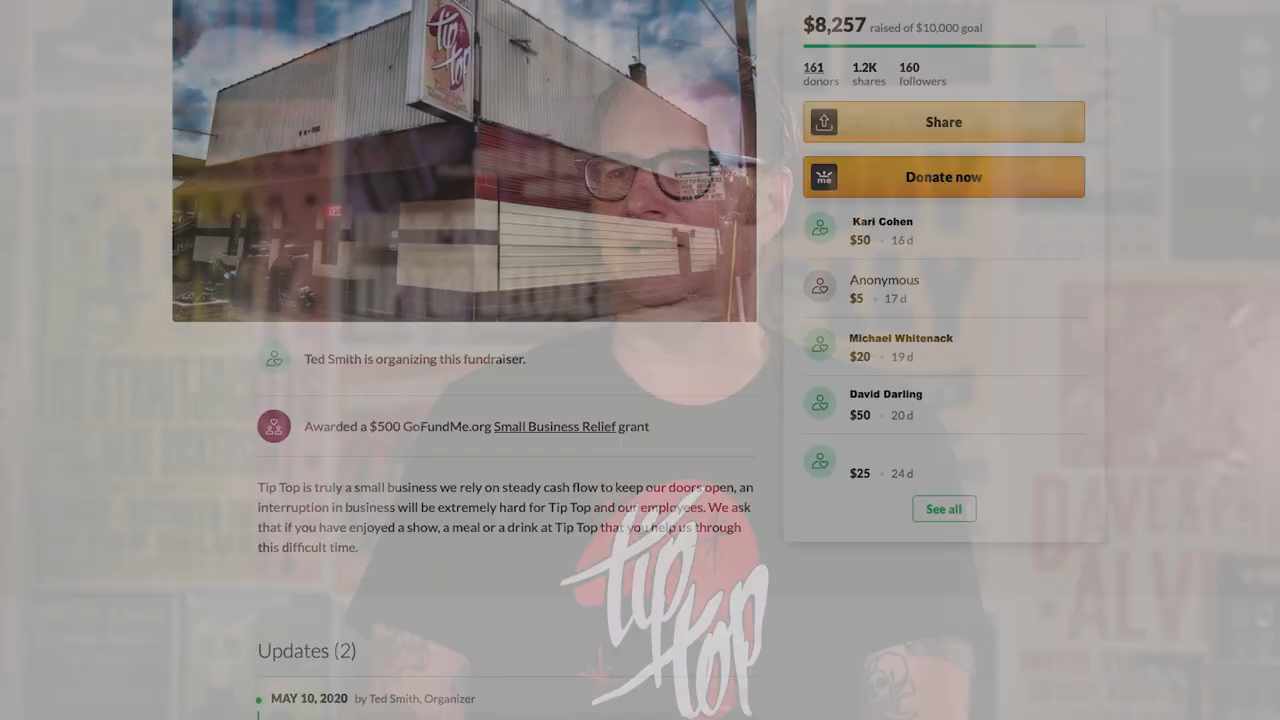 tip
top
$8,257 raised of $10,000 goal
161 1.2K 160
donors shares followers
Share
me Donate now
Kari Cohen
$50 • 16 d
Anonymous
$5 • 17 d
Michael Whitenack
$20 • 19 d
David Darling
$50 • 20 d
$25 • 24 d
See all
Ted Smith is organizing this fundraiser.
Awarded a $500 GoFundMe.org Small Business Relief grant
Tip Top is truly a small business we rely on steady cash flow to keep our doors open, an
interruption in business will be extremely hard for Tip Top and our employees. We ask
that if you have enjoyed a show, a meal or a drink at Tip Top that you help us through
this difficult time.
tip
top
Updates (2)
MAY 10, 2020 by Ted Smith, Organizer